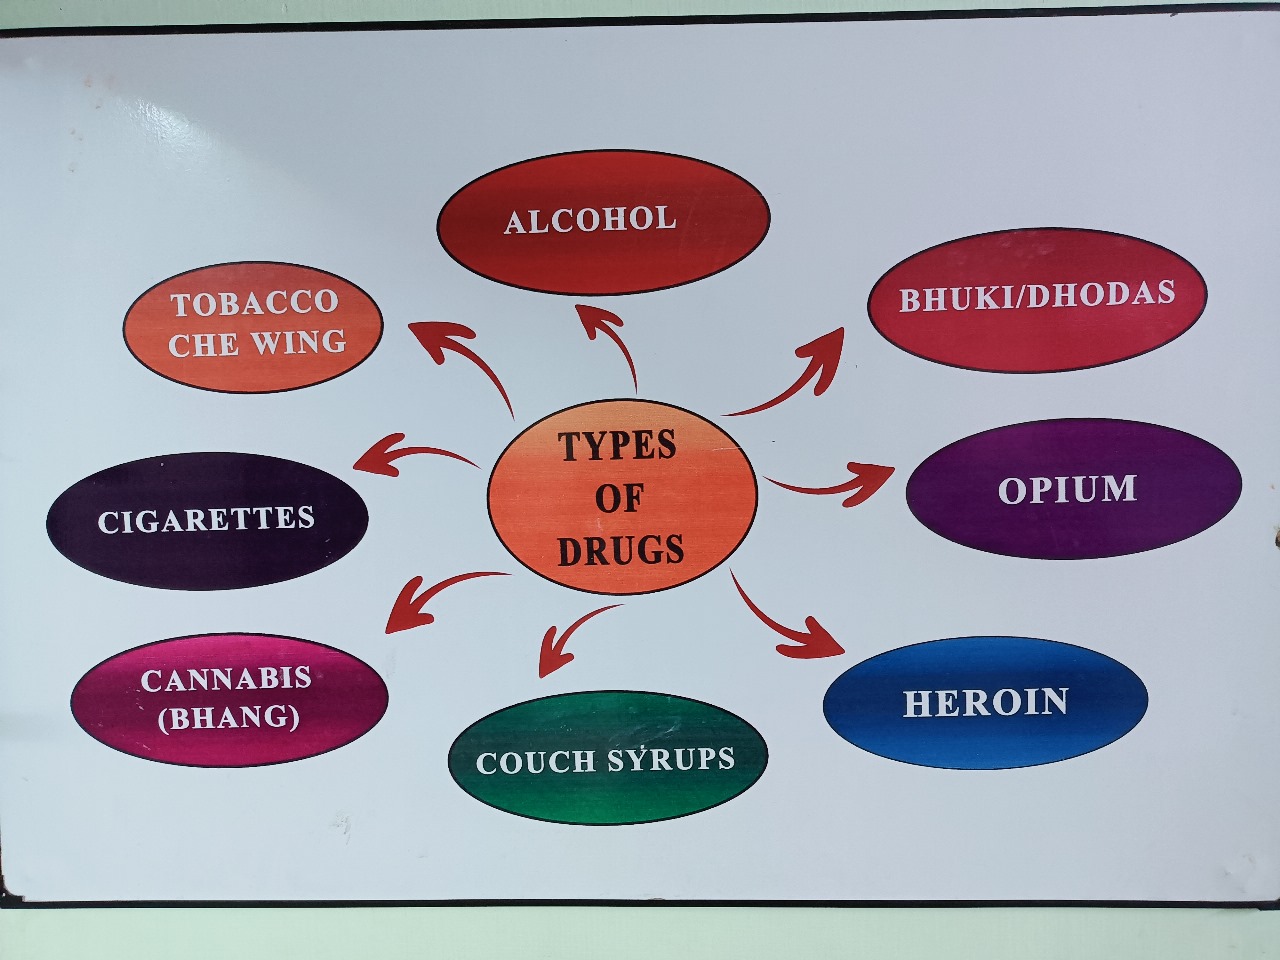 ALCOHOL
BHUKI/DHODAS
TOBACCO
CHE WING
TYPES
OF
DRUGS
OPIUM
CIGARETTES
CANNABIS
(BHANG)
HEROIN
COUCH SYRUPS